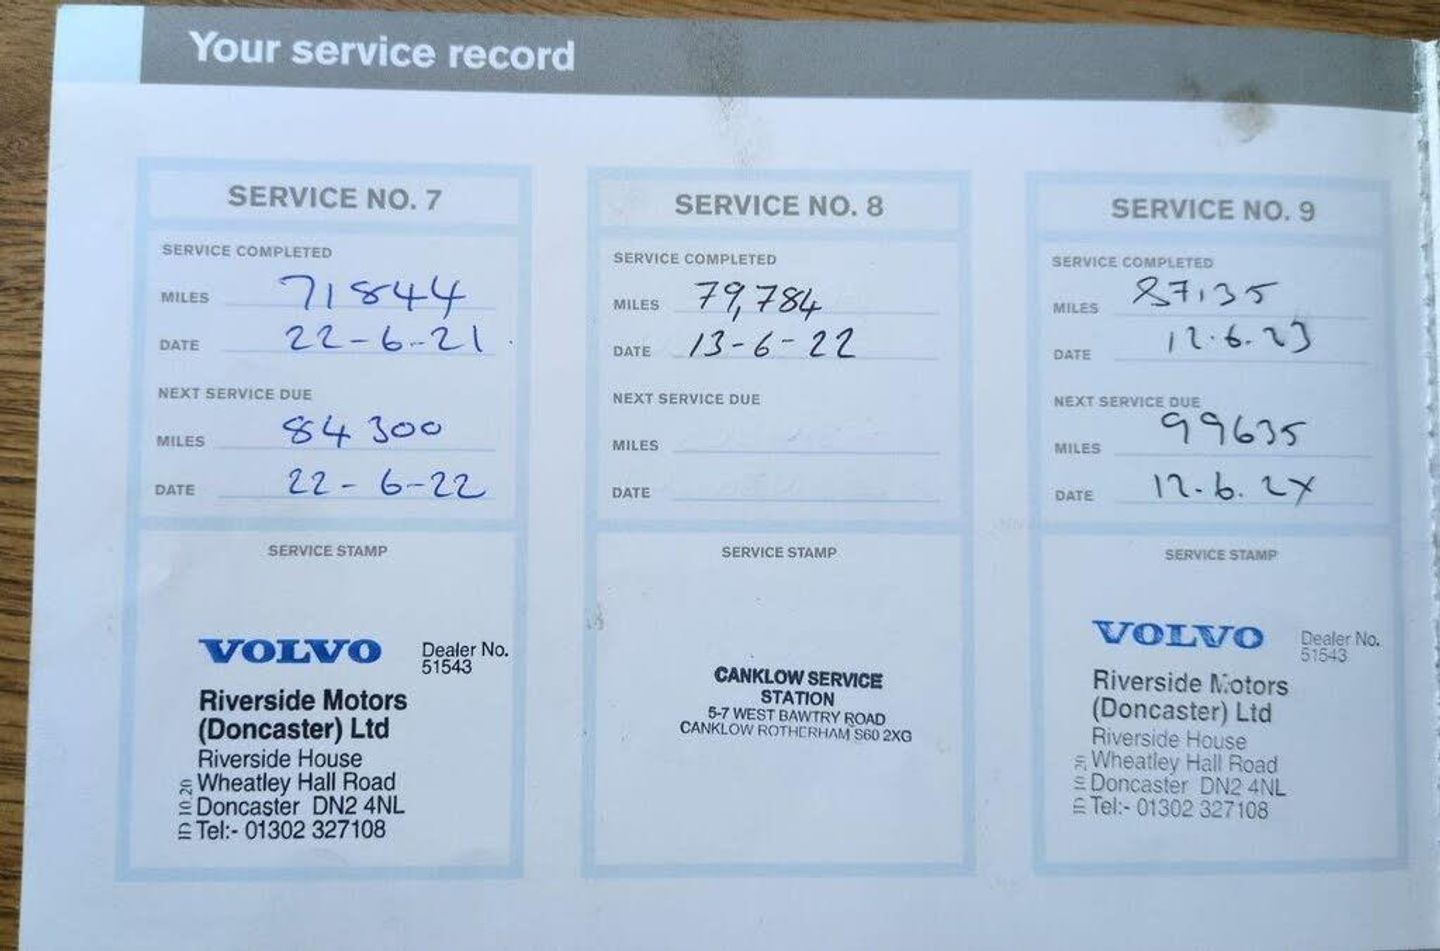 Your service record
SERVICE NO. 7
SERVICE COMPLETED
MILES 71844
DATE 22-6-21
NEXT SERVICE DUE
MILES 84300
DATE 22-6-22
SERVICE STAMP
VOLVO Dealer No.
51543
Riverside Motors
(Doncaster) Ltd
Riverside House
Wheatley Hall Road
Doncaster DN2 4NL
Tel:- 01302 327108
ID 10 20
SERVICE NO. 8
SERVICE COMPLETED
MILES 79,784
DATE 13-6-22
NEXT SERVICE DUE
MILES
DATE
SERVICE STAMP
CANKLOW SERVICE
STATION
5-7 WEST BAWTRY ROAD
CANKLOW ROTHERHAM S60 2XG
SERVICE NO. 9
SERVICE COMPLETED
MILES 87135
DATE 12.6.23
NEXT SERVICE DUE
MILES 99635
DATE 12.6.24
SERVICE STAMP
VOLVO Dealer No.
51543
Riverside Motors
(Doncaster) Ltd
Riverside House
Wheatley Hall Road
Doncaster DN2 4NL
Tel:- 01302 327108